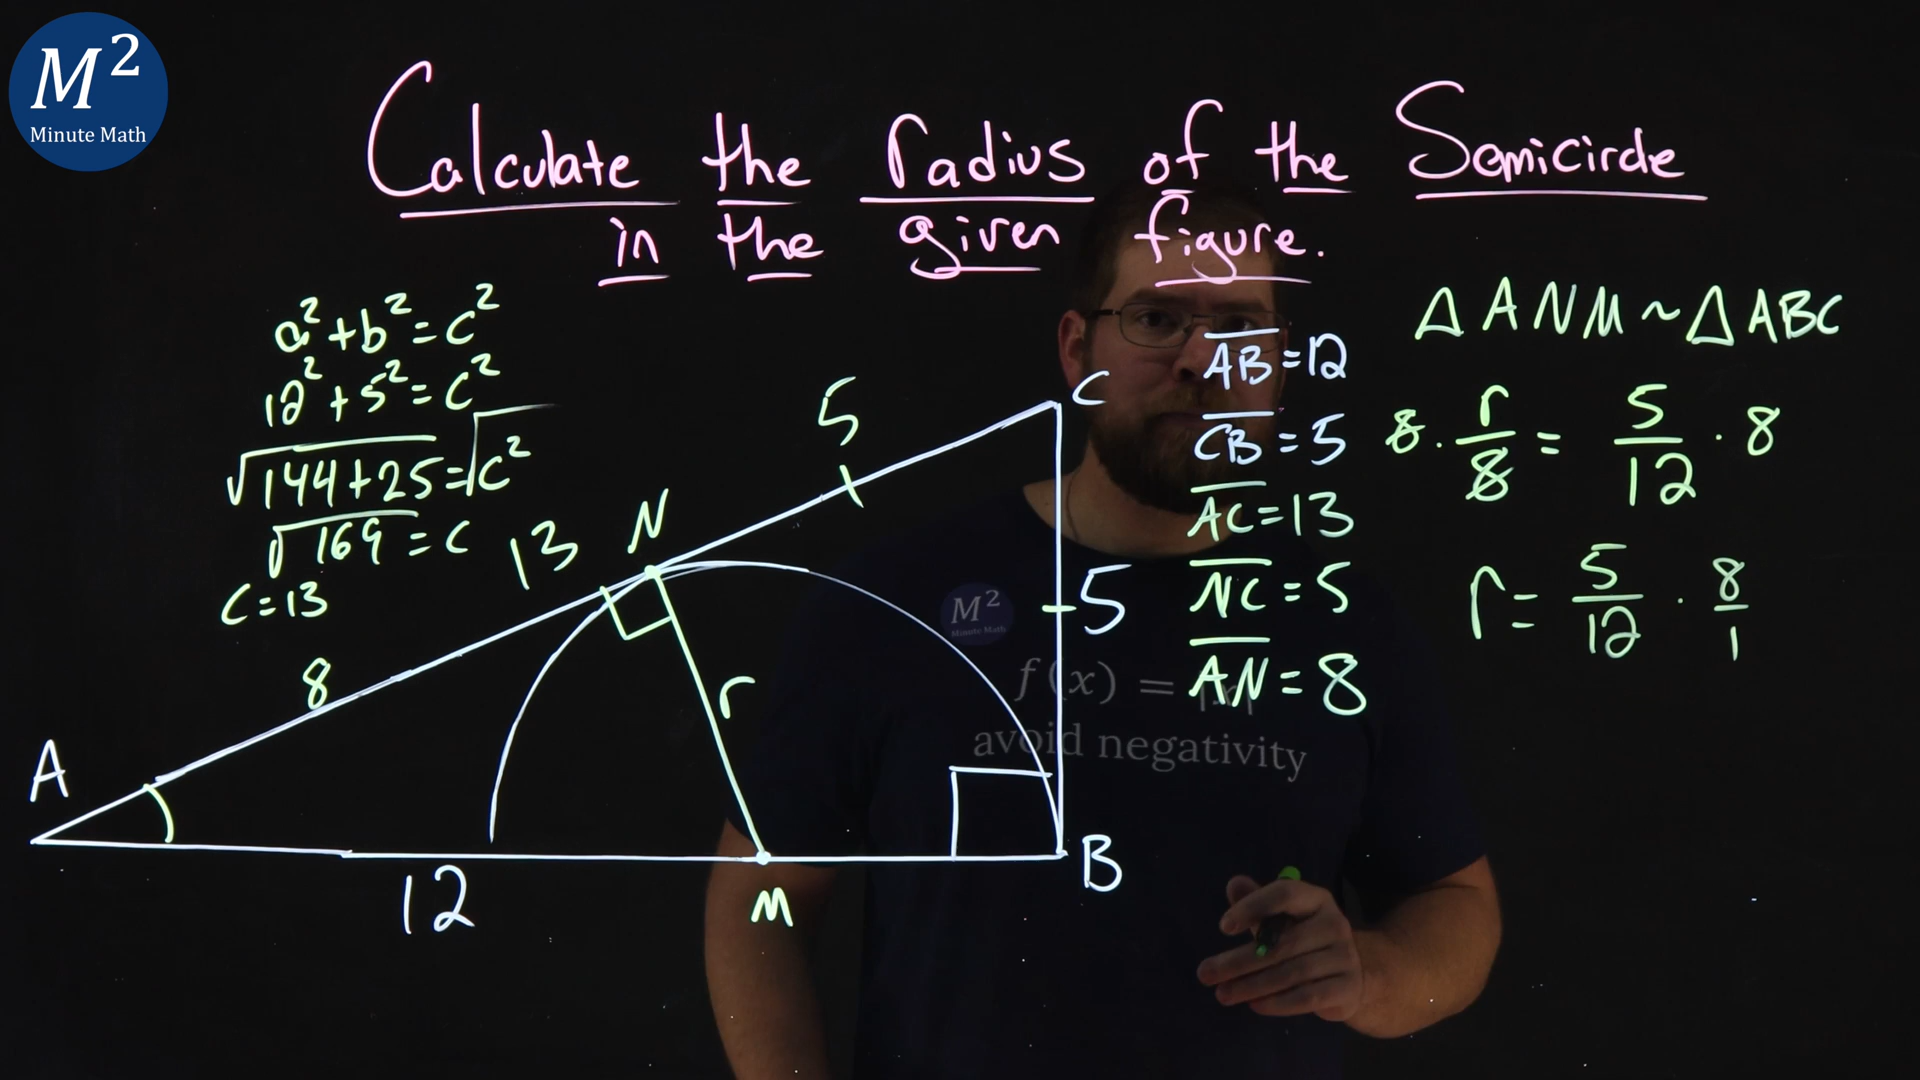 M²
Minute Math
Calculate the radius of the Semicircle
in the given figure.
a² + b² = c²
12² + 5² = c²
√144+25 = √c²
√169 = c
c = 13
A
8
13
N
5
C
5
r
12
M
B
AB = 12
CB = 5
AC = 13
NC = 5
AN = 8
△ANM ~ △ABC
8 · r/8 = 5/12 · 8
r = 5/12 · 8/1
M²
Minute Math
f(x) =
avoid negativity